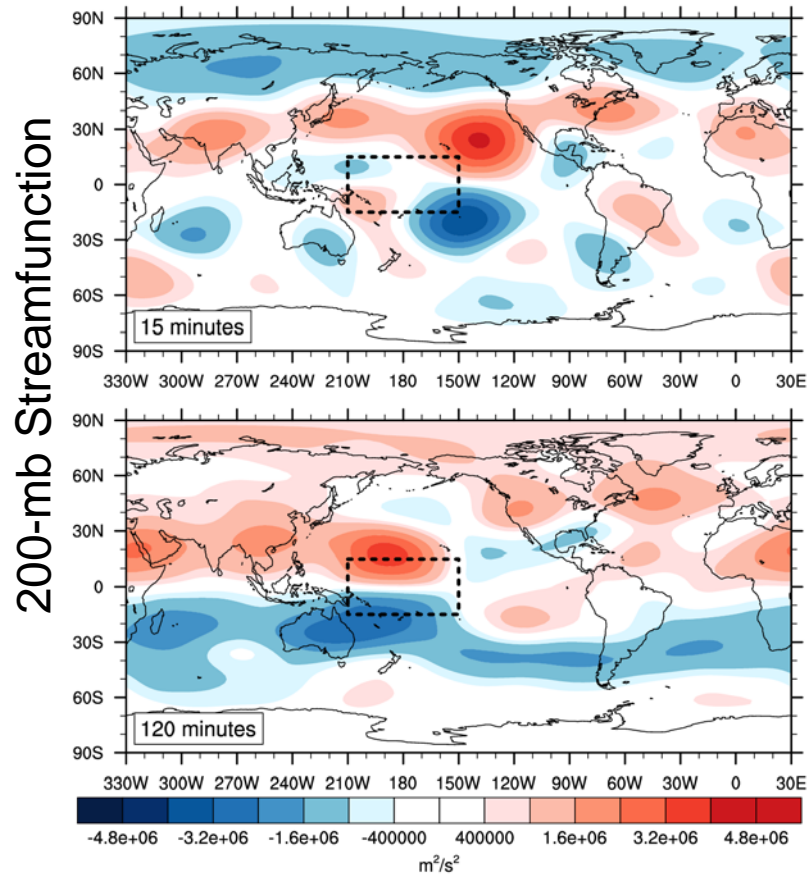 200-mb Streamfunction
90N
60N
30N
0
30S
60S
90S
15 minutes
330W 300W 270W 240W 210W 180 150W 120W 90W 60W 30W 0 30E
90N
60N
30N
0
30S
60S
90S
120 minutes
330W 300W 270W 240W 210W 180 150W 120W 90W 60W 30W 0 30E
-4.8e+06 -3.2e+06 -1.6e+06 -400000 400000 1.6e+06 3.2e+06 4.8e+06
m²/s²